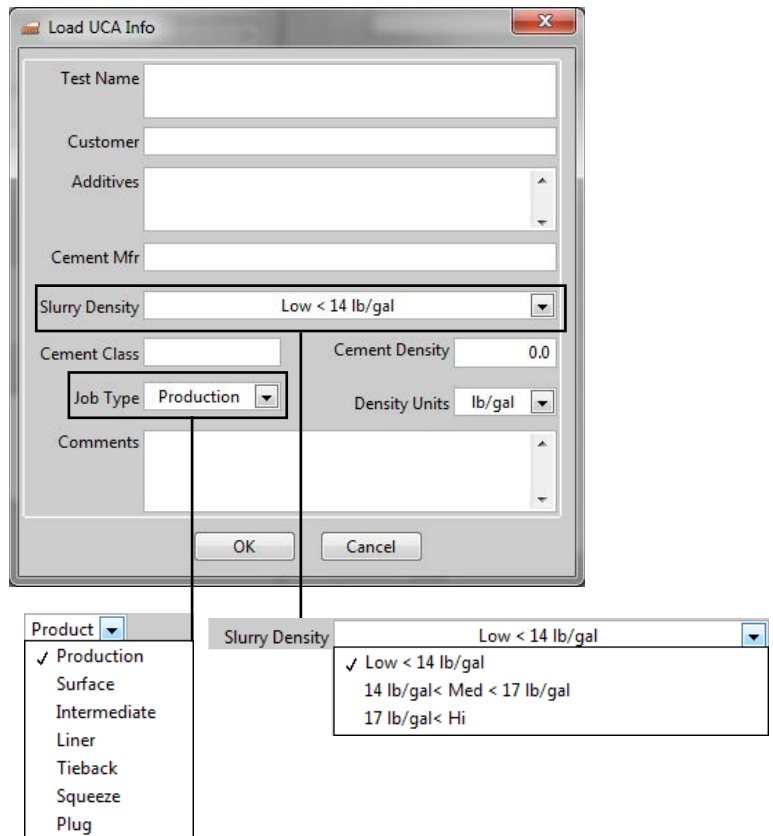 Load UCA Info
Test Name
Customer
Additives
Cement Mfr
Slurry Density Low < 14 lb/gal
Cement Class Cement Density 0.0
Job Type Production Density Units lb/gal
Comments
OK Cancel
Product
✓ Production
Surface
Intermediate
Liner
Tieback
Squeeze
Plug
Slurry Density Low < 14 lb/gal
✓ Low < 14 lb/gal
14 lb/gal< Med < 17 lb/gal
17 lb/gal< Hi